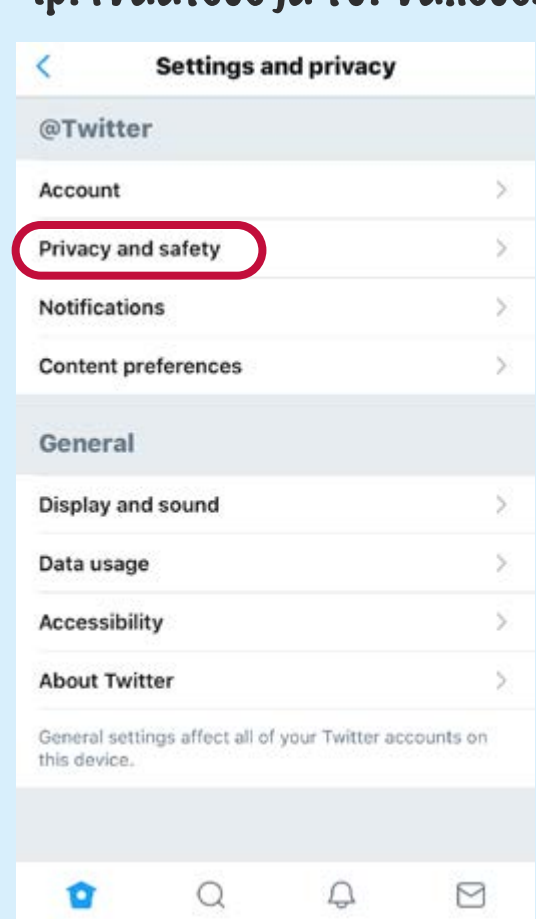 Settings and privacy
@Twitter
Account
Privacy and safety
Notifications
Content preferences
General
Display and sound
Data usage
Accessibility
About Twitter
General settings affect all of your Twitter accounts on
this device.